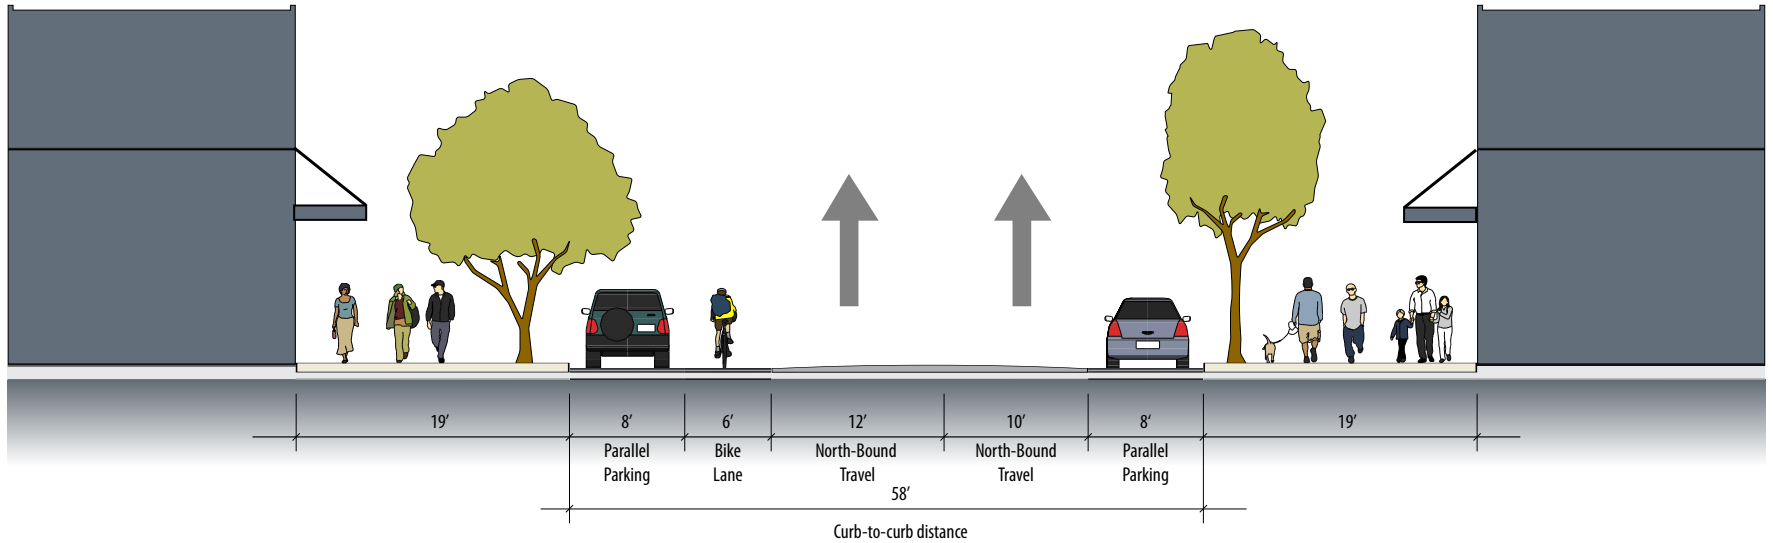 19’ 8’ 6’ 12’ 10’ 8‘ 19’
Parallel Bike North-Bound North-Bound Parallel
Parking Lane Travel Travel Parking
58’
Curb-to-curb distance